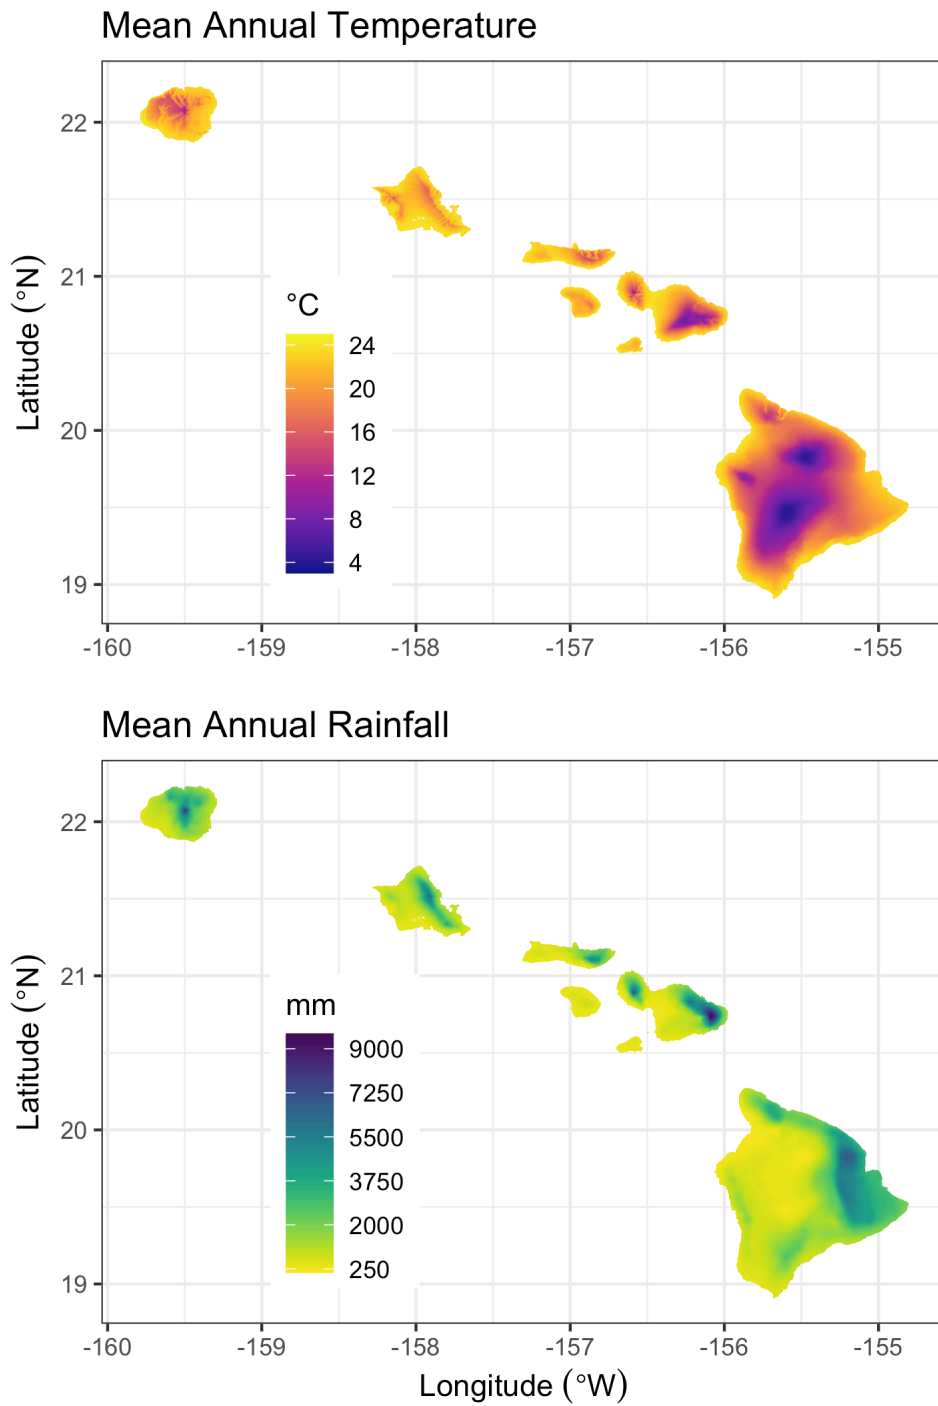 Mean Annual Temperature
Latitude (°N)
22
21
20
19
°C
24
20
16
12
8
4
-160 -159 -158 -157 -156 -155
Mean Annual Rainfall
Latitude (°N)
22
21
20
19
mm
9000
7250
5500
3750
2000
250
-160 -159 -158 -157 -156 -155
Longitude (°W)